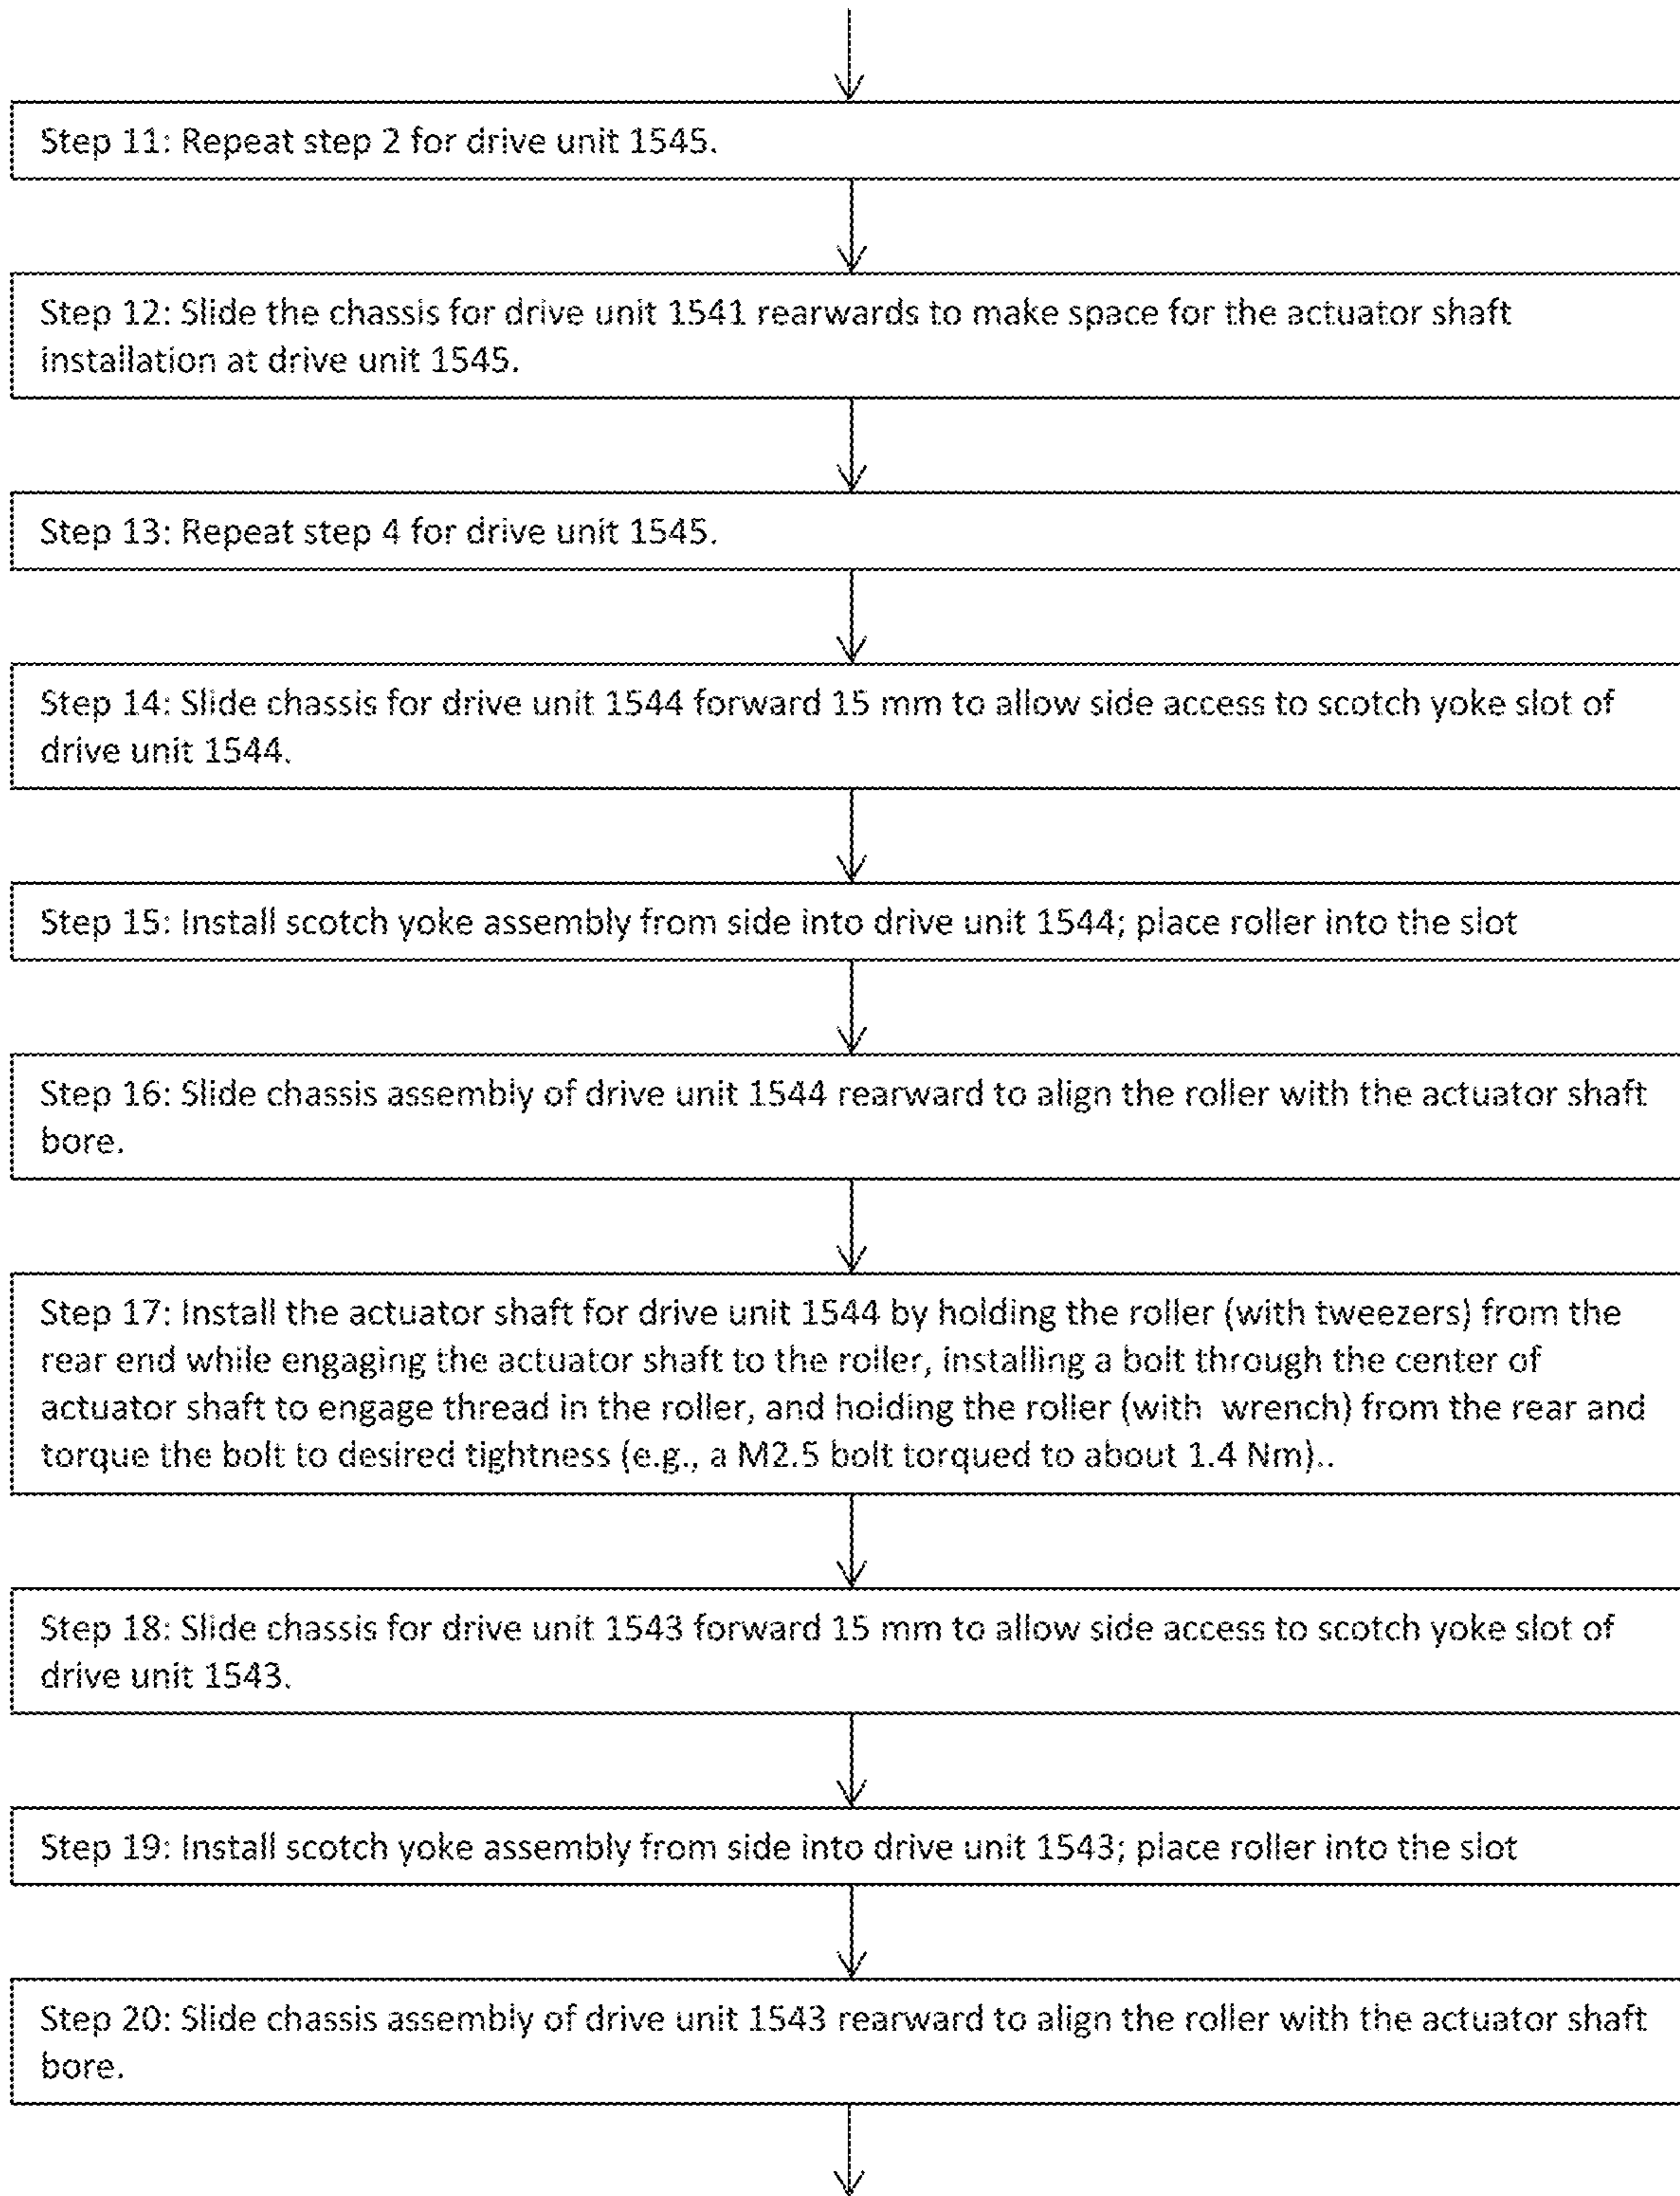 Step 11: Repeat step 2 for drive unit 1545.
Step 12: Slide the chassis for drive unit 1541 rearwards to make space for the actuator shaft
installation at drive unit 1545.
Step 13: Repeat step 4 for drive unit 1545.
Step 14: Slide chassis for drive unit 1544 forward 15 mm to allow side access to scotch yoke slot of
drive unit 1544.
Step 15: Install scotch yoke assembly from side into drive unit 1544; place roller into the slot
Step 16: Slide chassis assembly of drive unit 1544 rearward to align the roller with the actuator shaft
bore.
Step 17: Install the actuator shaft for drive unit 1544 by holding the roller (with tweezers) from the
rear end while engaging the actuator shaft to the roller, installing a bolt through the center of
actuator shaft to engage thread in the roller, and holding the roller (with  wrench) from the rear and
torque the bolt to desired tightness (e.g., a M2.5 bolt torqued to about 1.4 Nm)..
Step 18: Slide chassis for drive unit 1543 forward 15 mm to allow side access to scotch yoke slot of
drive unit 1543.
Step 19: Install scotch yoke assembly from side into drive unit 1543; place roller into the slot
Step 20: Slide chassis assembly of drive unit 1543 rearward to align the roller with the actuator shaft
bore.